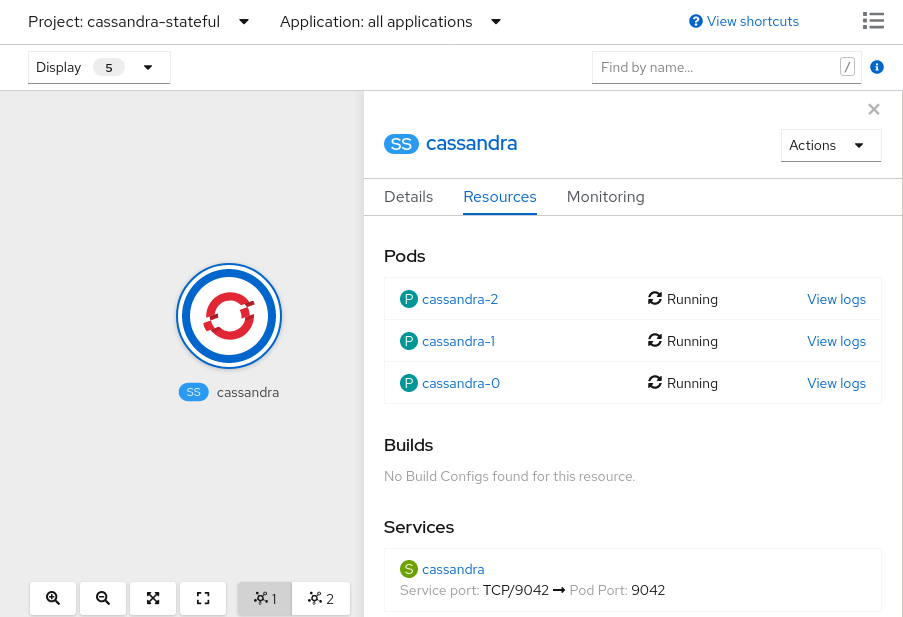 Project: cassandra-stateful Application: all applications ? View shortcuts
Display 5 Find by name... / i
SS cassandra
Actions
Details Resources Monitoring
Pods
P cassandra-2 Running View logs
P cassandra-1 Running View logs
P cassandra-0 Running View logs
SS cassandra
Builds
No Build Configs found for this resource.
Services
S cassandra
Service port: TCP/9042 → Pod Port: 9042
1 2